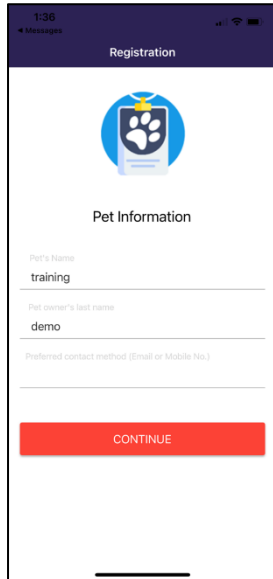 1:36
◀ Messages
Registration
Pet Information
Pet's Name
training
Pet owner's last name
demo
Preferred contact method (Email or Mobile No.)
CONTINUE